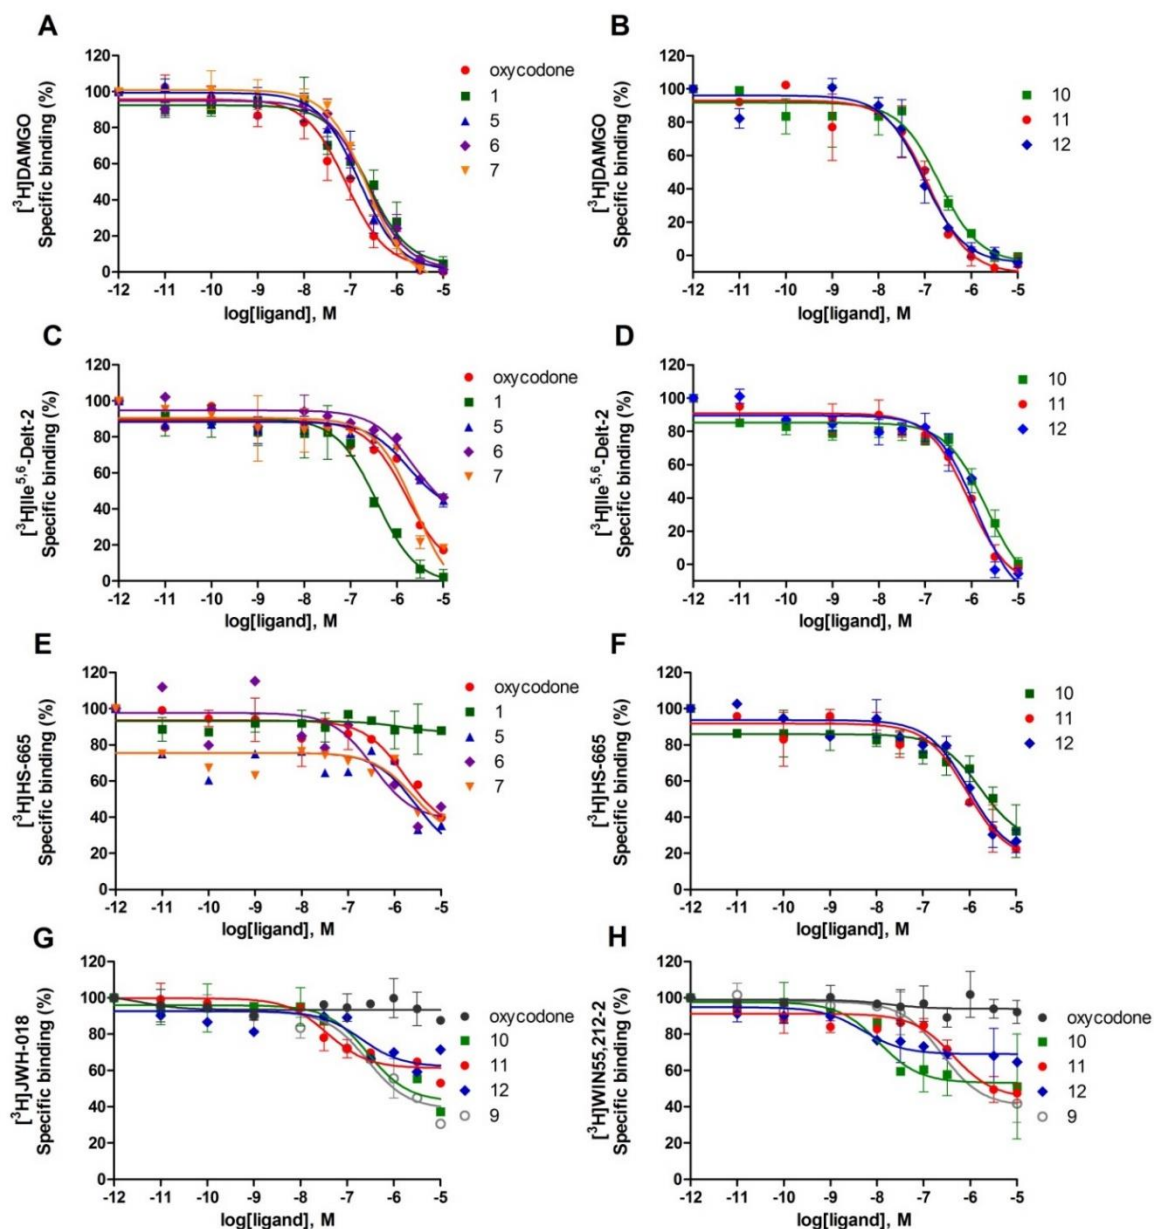 A
[³H]DAMGO
Specific binding (%)
120
100
80
60
40
20
0
-12 -11 -10 -9 -8 -7 -6 -5
log[ligand], M
oxycodone
1
5
6
7
B
[³H]DAMGO
Specific binding (%)
120
100
80
60
40
20
0
-12 -11 -10 -9 -8 -7 -6 -5
log[ligand], M
10
11
12
C
[³H]Ile⁵,⁶-Delt-2
Specific binding (%)
120
100
80
60
40
20
0
-12 -11 -10 -9 -8 -7 -6 -5
log[ligand], M
oxycodone
1
5
6
7
D
[³H]Ile⁵,⁶-Delt-2
Specific binding (%)
120
100
80
60
40
20
0
-12 -11 -10 -9 -8 -7 -6 -5
log[ligand], M
10
11
12
E
[³H]HS-665
Specific binding (%)
120
100
80
60
40
20
0
-12 -11 -10 -9 -8 -7 -6 -5
log[ligand], M
oxycodone
1
5
6
7
F
[³H]HS-665
Specific binding (%)
120
100
80
60
40
20
0
-12 -11 -10 -9 -8 -7 -6 -5
log[ligand], M
10
11
12
G
[³H]JWH-018
Specific binding (%)
120
100
80
60
40
20
0
-12 -11 -10 -9 -8 -7 -6 -5
log[ligand], M
oxycodone
10
11
12
9
H
[³H]WIN55,212-2
Specific binding (%)
120
100
80
60
40
20
0
-12 -11 -10 -9 -8 -7 -6 -5
log[ligand], M
oxycodone
10
11
12
9